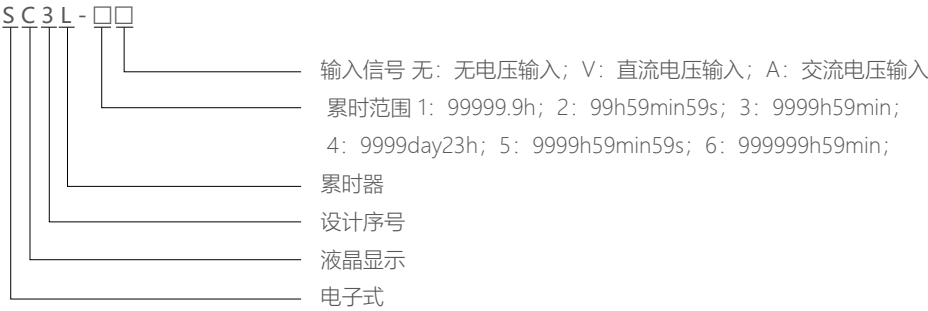 SC3L-□□
输入信号 无：无电压输入；V：直流电压输入；A：交流电压输入
累时范围 1：99999.9h；2：99h59min59s；3：9999h59min；
4：9999day23h；5：9999h59min59s；6：999999h59min；
累时器
设计序号
液晶显示
电子式